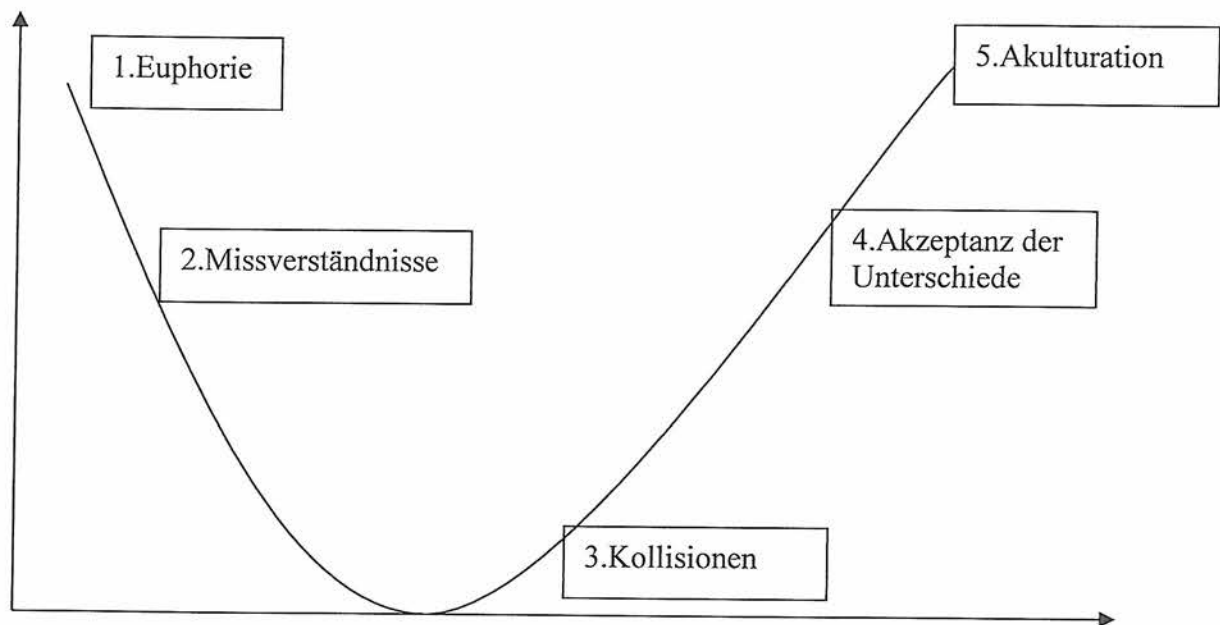 1.Euphorie
2.Missverständnisse
3.Kollisionen
4.Akzeptanz der
Unterschiede
5.Akulturation